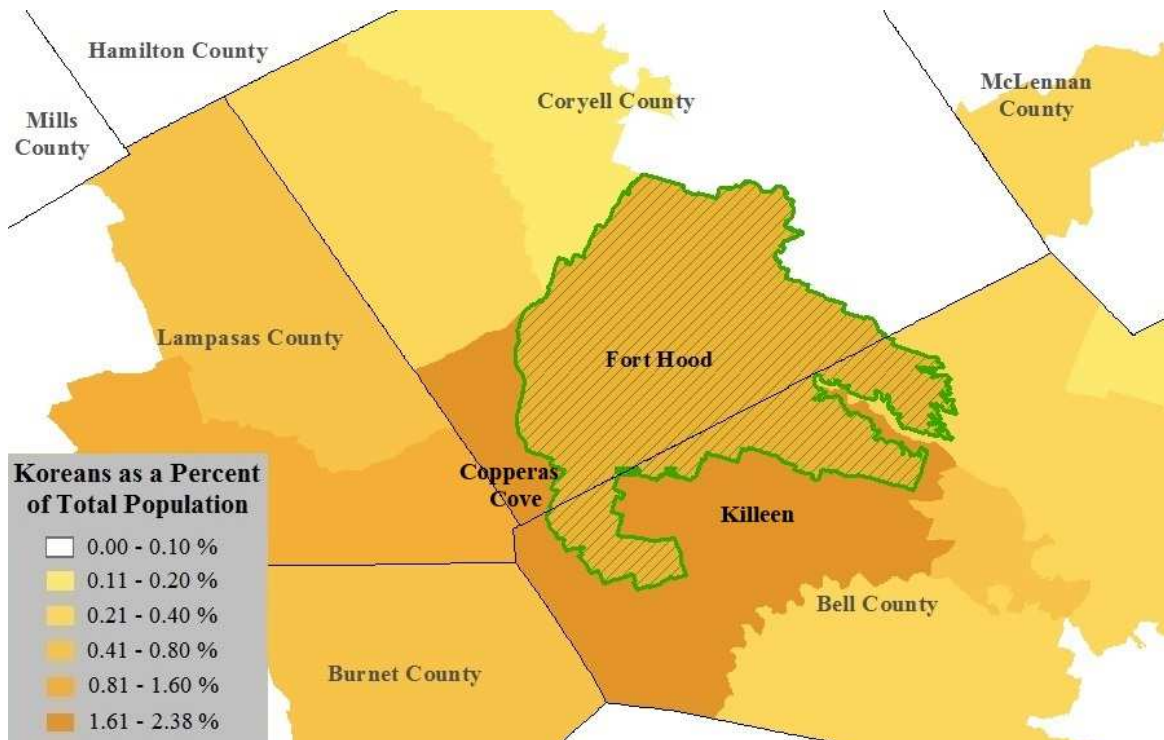 Hamilton County
Mills
County
Coryell County
McLennan
County
Lampasas County
Fort Hood
Copperas
Cove
Killeen
Bell County
Burnet County
Koreans as a Percent
of Total Population
0.00 - 0.10 %
0.11 - 0.20 %
0.21 - 0.40 %
0.41 - 0.80 %
0.81 - 1.60 %
1.61 - 2.38 %